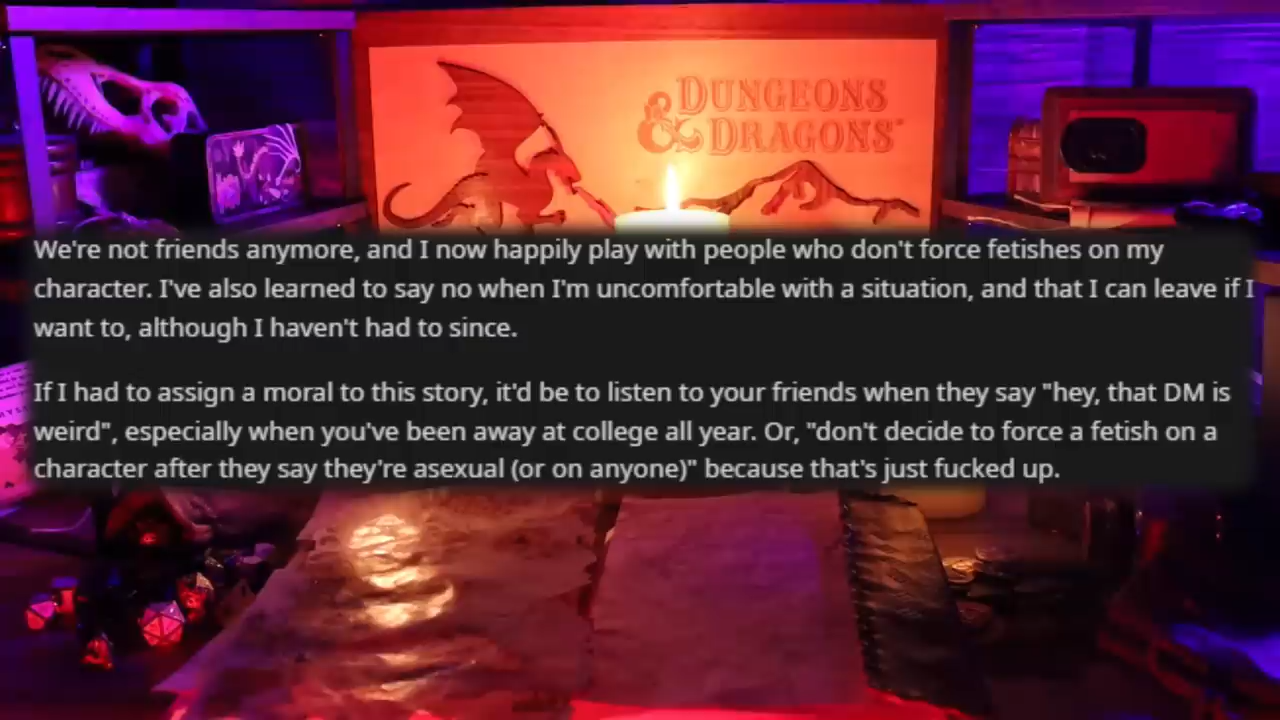 DUNGEONS
& DRAGONS
We're not friends anymore, and I now happily play with people who don't force fetishes on my
character. I've also learned to say no when I'm uncomfortable with a situation, and that I can leave if I
want to, although I haven't had to since.
If I had to assign a moral to this story, it'd be to listen to your friends when they say "hey, that DM is
weird", especially when you've been away at college all year. Or, "don't decide to force a fetish on a
character after they say they're asexual (or on anyone)" because that's just fucked up.